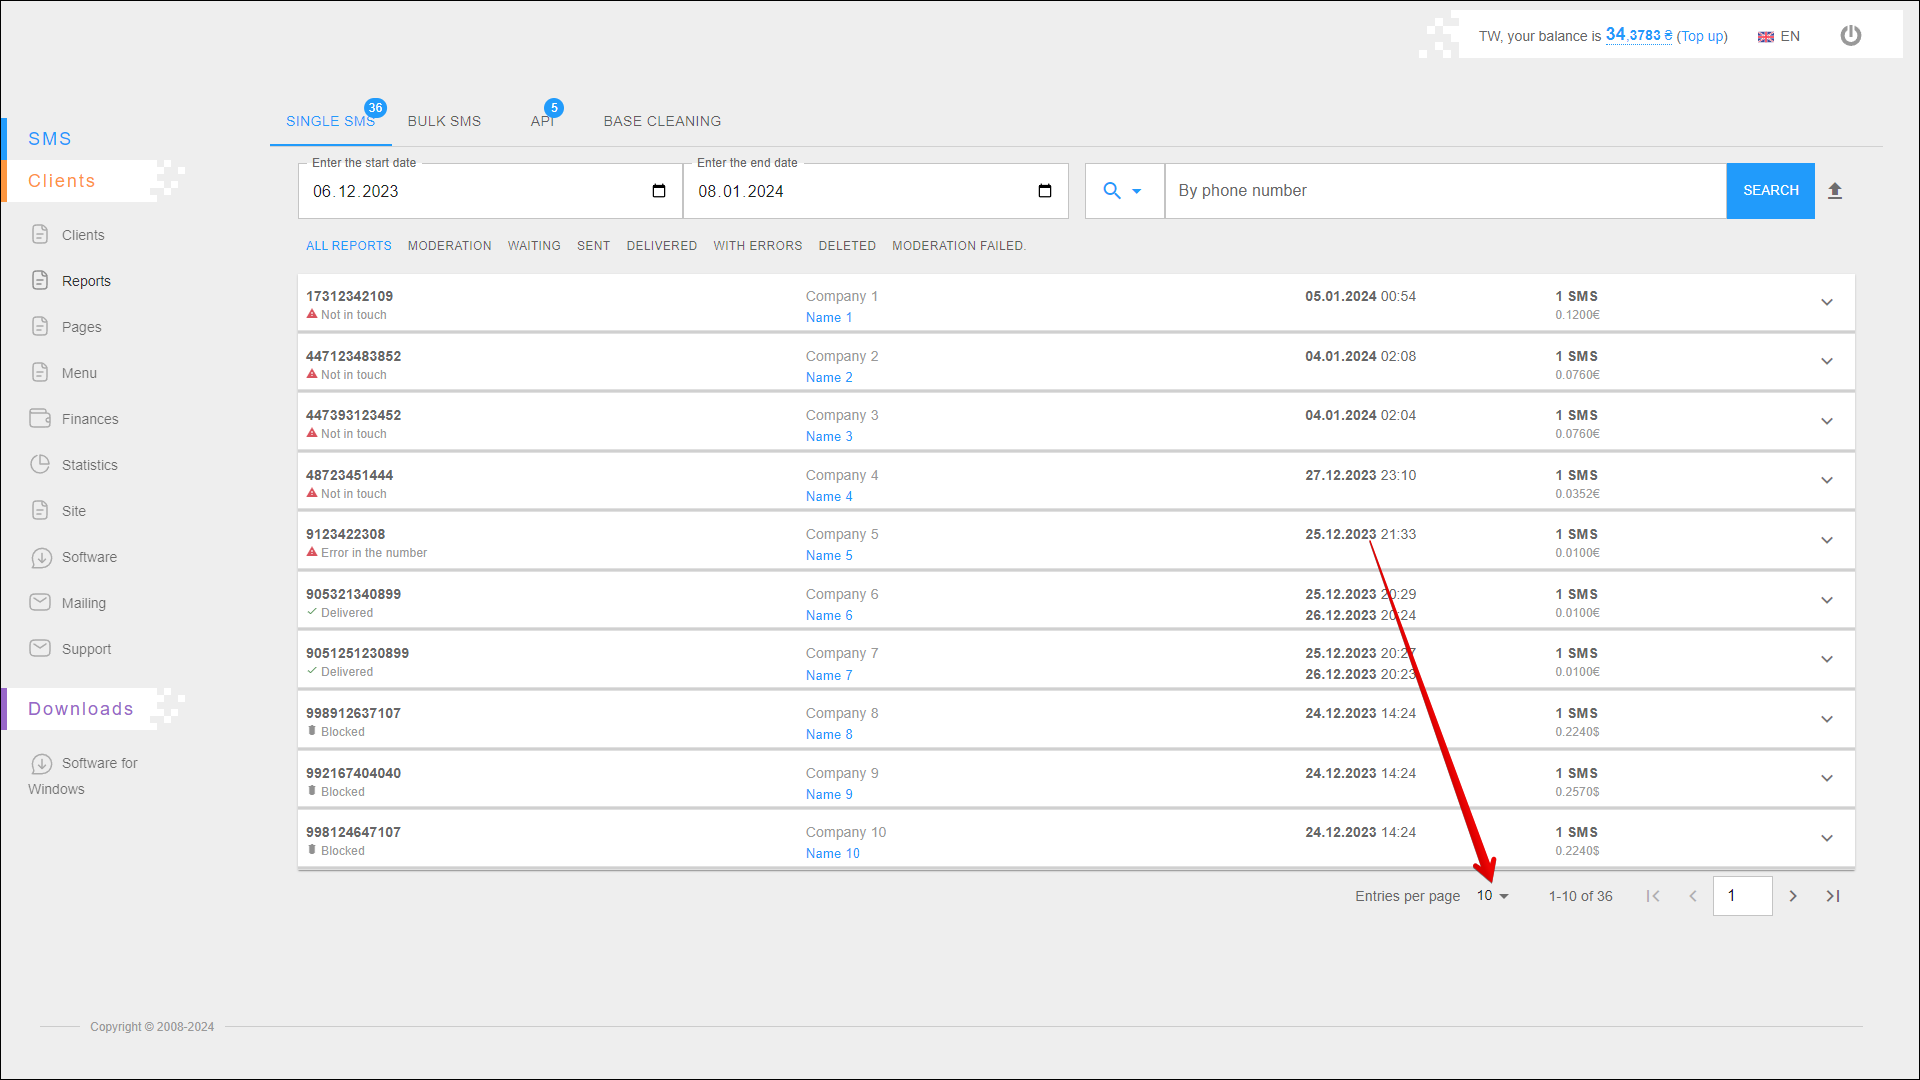 TW, your balance is 34,3783 ₴ (Top up)
EN
SMS
Clients
Clients
Reports
Pages
Menu
Finances
Statistics
Site
Software
Mailing
Support
Downloads
Software for
Windows
SINGLE SMS 36
BULK SMS
API 5
BASE CLEANING
Enter the start date
06.12.2023
Enter the end date
08.01.2024
By phone number
SEARCH
ALL REPORTS MODERATION WAITING SENT DELIVERED WITH ERRORS DELETED MODERATION FAILED.
17312342109 Company 1 05.01.2024 00:54 1 SMS
Not in touch Name 1 0.1200€
447123483852 Company 2 04.01.2024 02:08 1 SMS
Not in touch Name 2 0.0760€
447393123452 Company 3 04.01.2024 02:04 1 SMS
Not in touch Name 3 0.0760€
48723451444 Company 4 27.12.2023 23:10 1 SMS
Not in touch Name 4 0.0352€
9123422308 Company 5 25.12.2023 21:33 1 SMS
Error in the number Name 5 0.0100€
905321340899 Company 6 25.12.2023 20:29 1 SMS
Delivered Name 6 26.12.2023 20:24 0.0100€
9051251230899 Company 7 25.12.2023 20:27 1 SMS
Delivered Name 7 26.12.2023 20:23 0.0100€
998912637107 Company 8 24.12.2023 14:24 1 SMS
Blocked Name 8 0.2240$
992167404040 Company 9 24.12.2023 14:24 1 SMS
Blocked Name 9 0.2570$
998124647107 Company 10 24.12.2023 14:24 1 SMS
Blocked Name 10 0.2240$
Entries per page 10 1-10 of 36 1
Copyright © 2008-2024